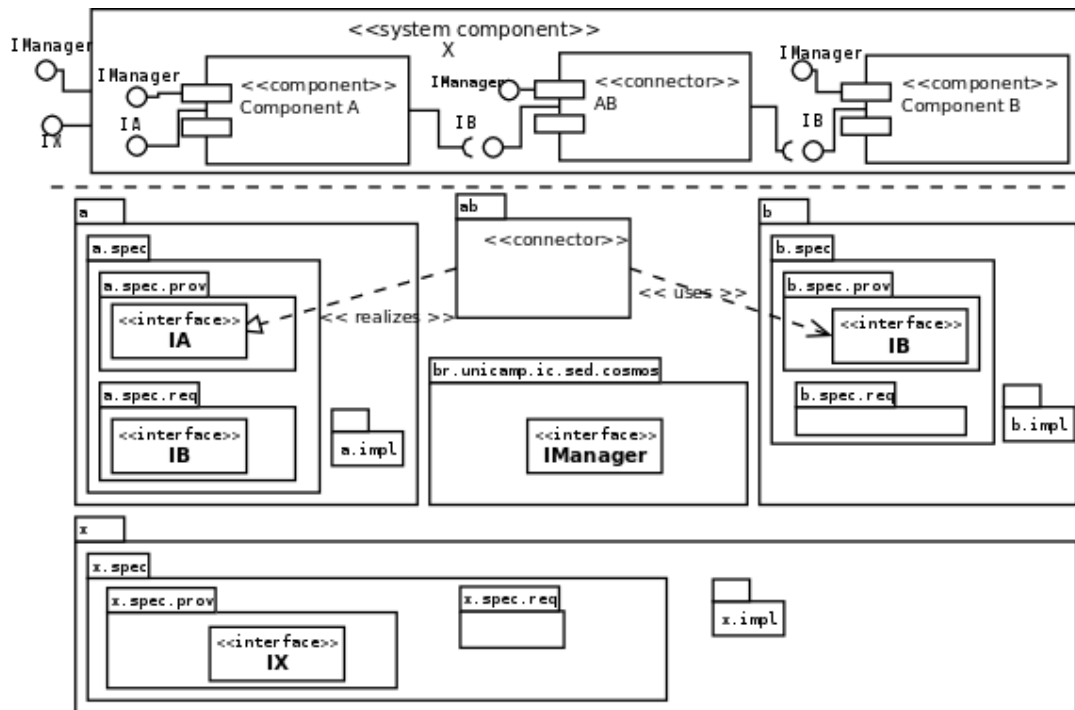 <<system component>>
X
IManager
IManager
<<component>>
Component A
IManager
<<connector>>
AB
IManager
<<component>>
Component B
IX
IA
IB
IB
a
ab
b
a.spec
<<connector>>
b.spec
a.spec.prov
<<interface>>
IA
<< realizes >>
<< uses >>
b.spec.prov
<<interface>>
IB
br.unicamp.ic.sed.cosmos
a.spec.req
<<interface>>
IB
a.impl
<<interface>>
IManager
b.spec.req
b.impl
x
x.spec
x.spec.prov
<<interface>>
IX
x.spec.req
x.impl